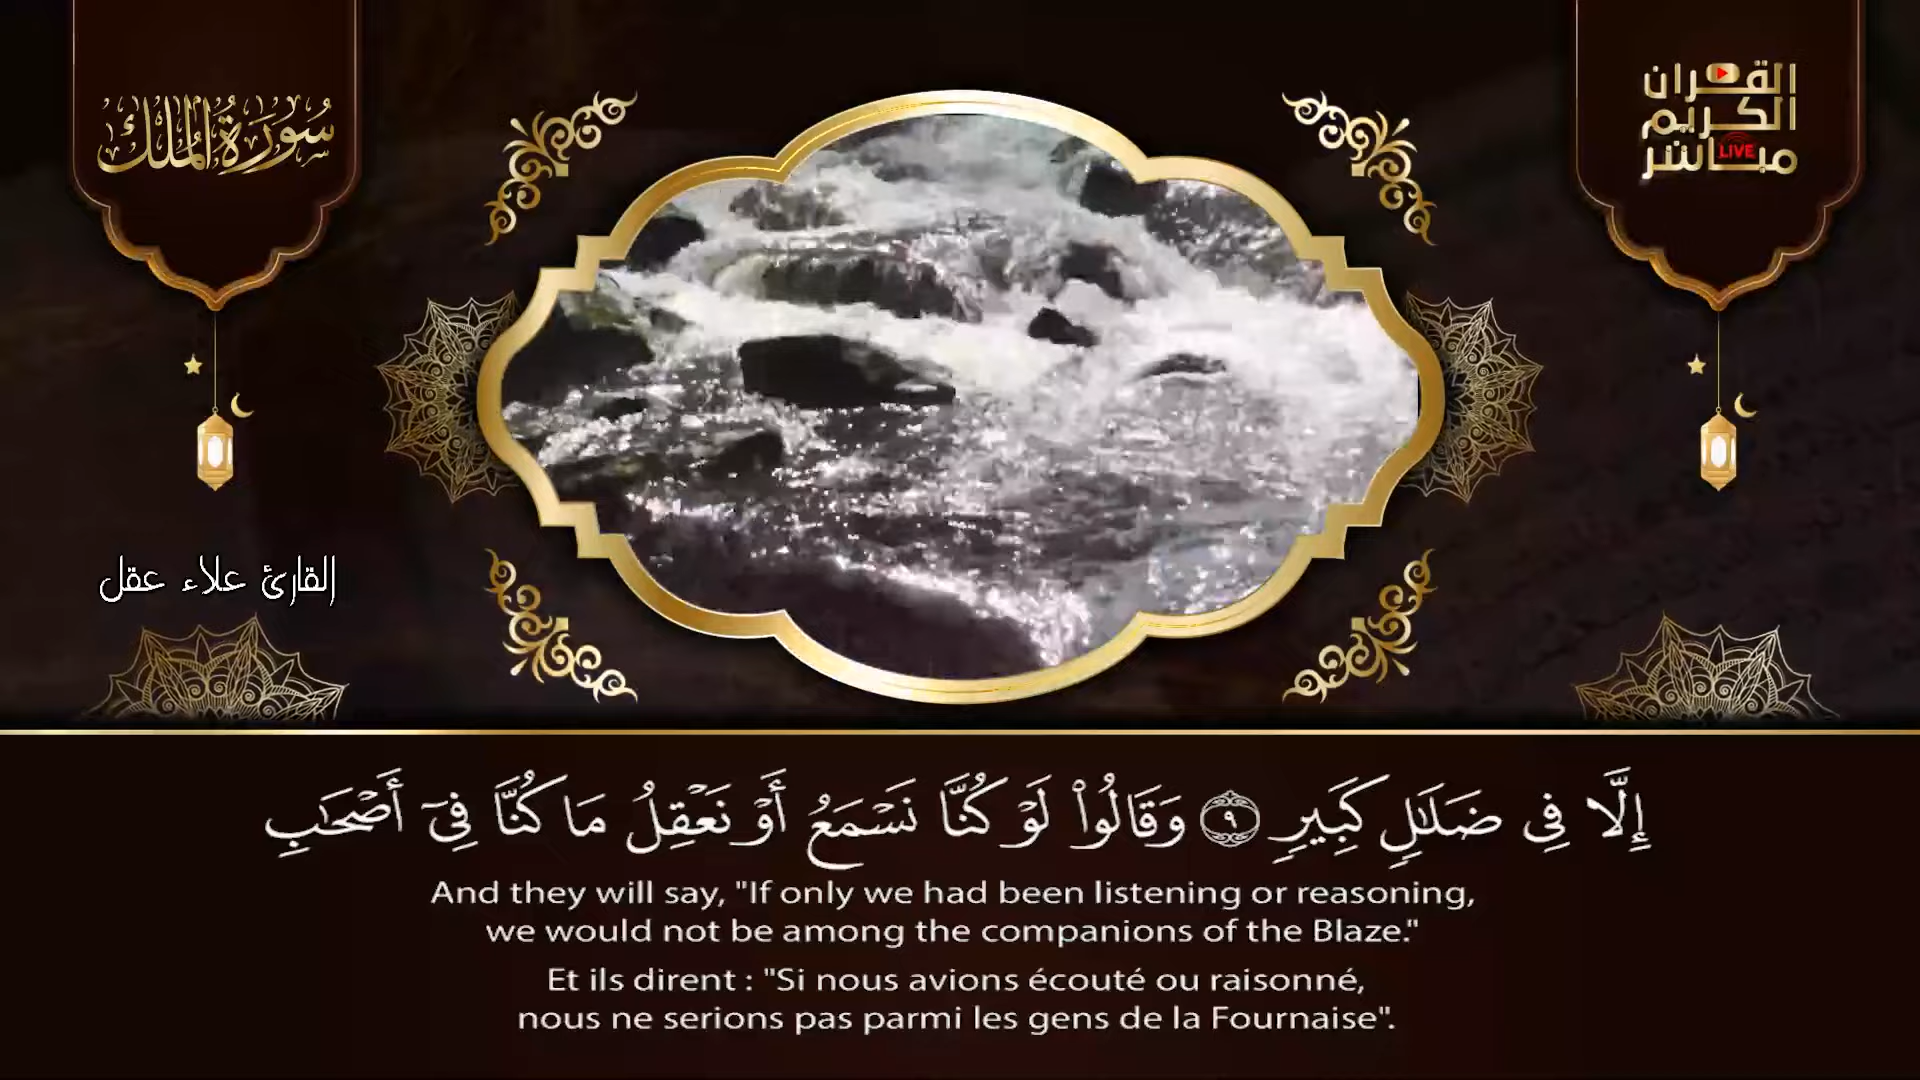 سُورَةُ المُلك
القرآن
الكريم
مباشر
LIVE
القارئ علاء عقل
إِلَّا فِى ضَلَـٰلٍ كَبِيرٍ ٩ وَقَالُوا۟ لَوْ كُنَّا نَسْمَعُ أَوْ نَعْقِلُ مَا كُنَّا فِىٓ أَصْحَـٰبِ
And they will say, "If only we had been listening or reasoning,
we would not be among the companions of the Blaze."
Et ils dirent : "Si nous avions écouté ou raisonné,
nous ne serions pas parmi les gens de la Fournaise".